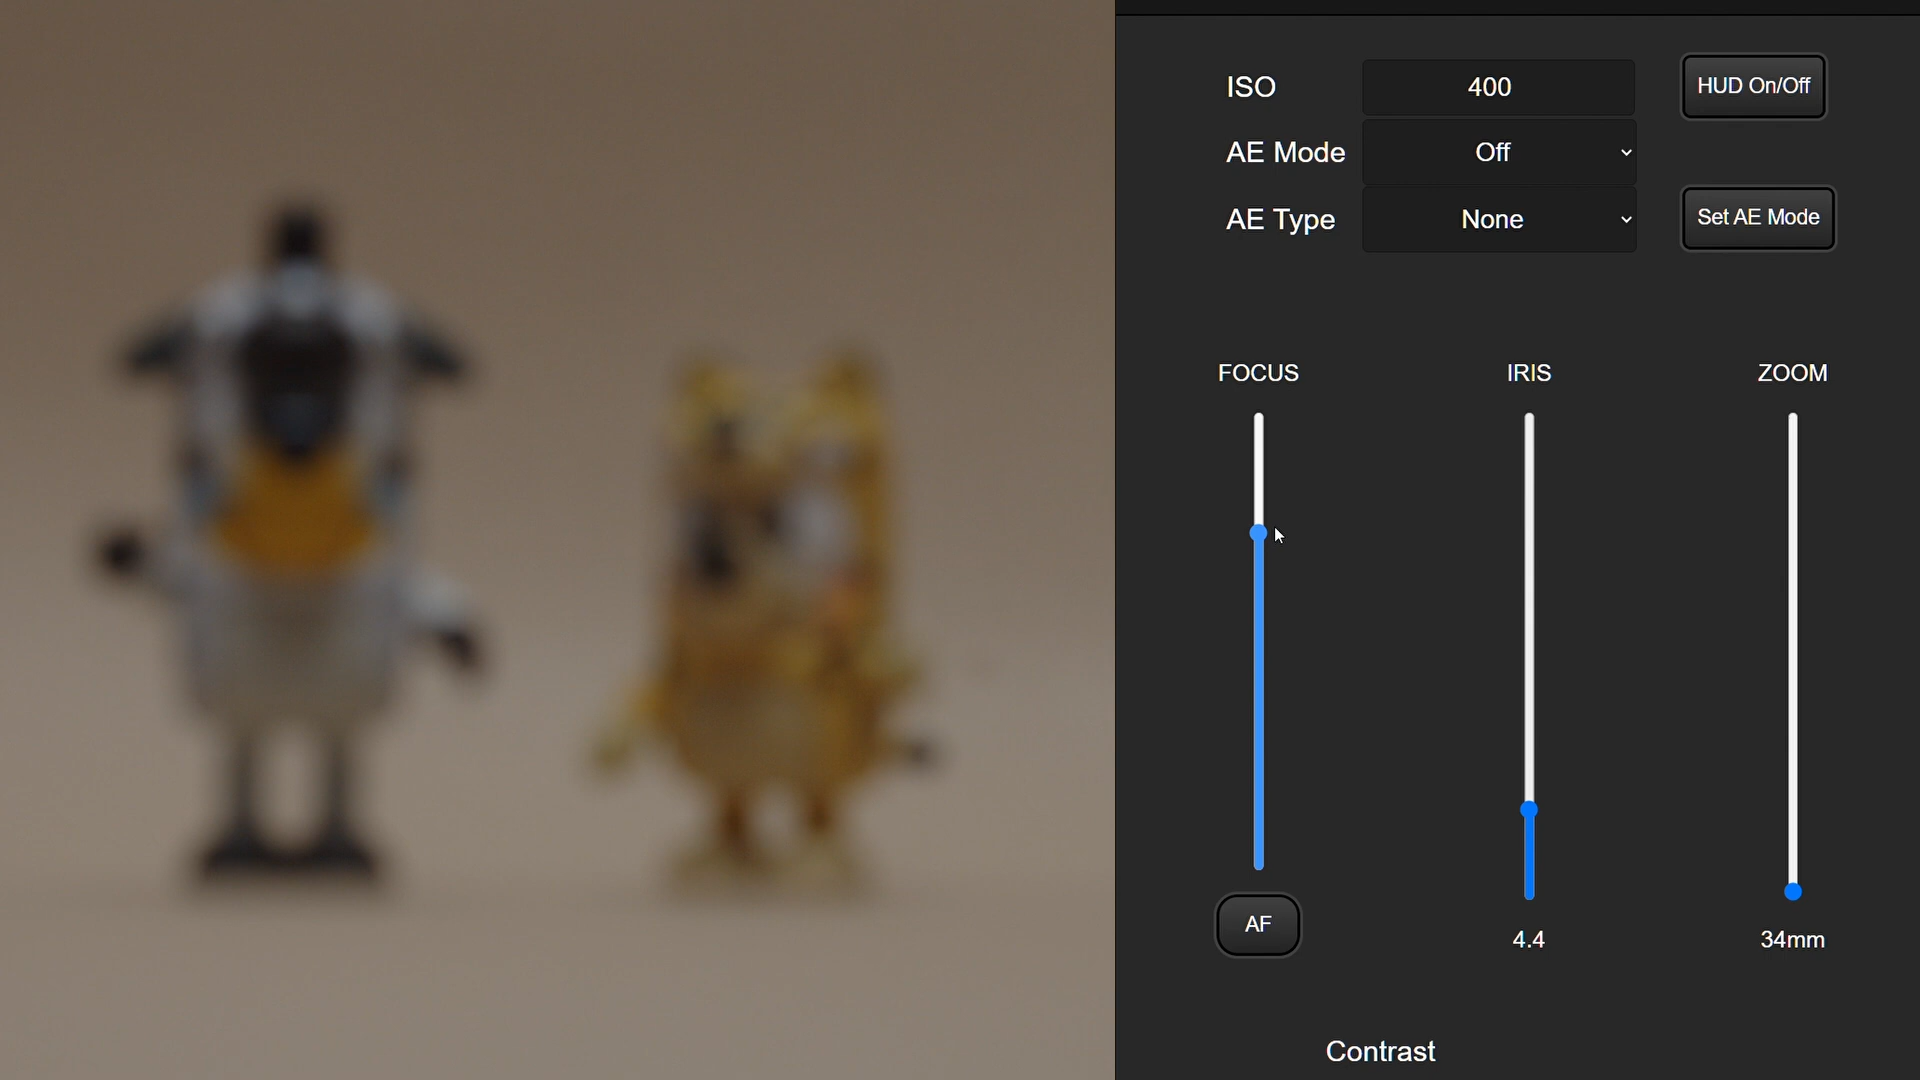 ISO 400 HUD On/Off
AE Mode Off
AE Type None Set AE Mode
FOCUS IRIS ZOOM
AF 4.4 34mm
Contrast